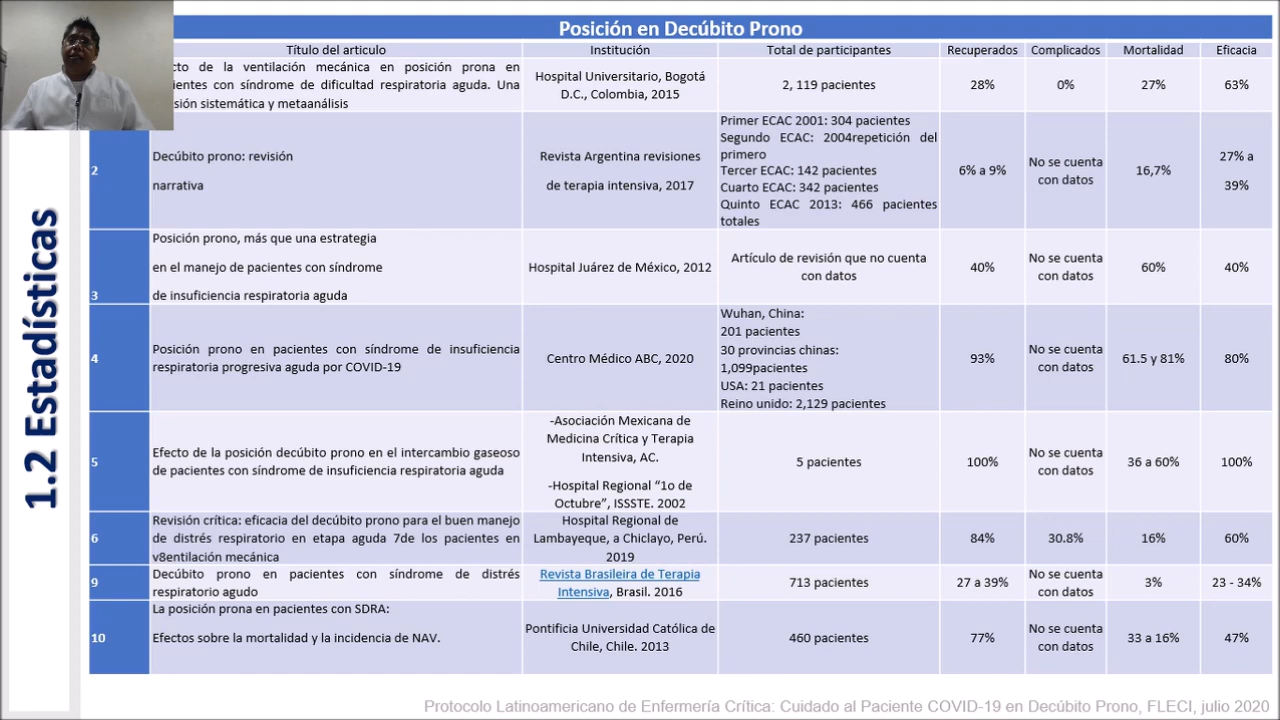 Posición en Decúbito Prono
Título del articulo
Institución
Total de participantes
Recuperados
Complicados
Mortalidad
Eficacia
cto de la ventilación mecánica en posición prona en
ientes con síndrome de dificultad respiratoria aguda. Una
sión sistemática y metaanálisis
Hospital Universitario, Bogotá
D.C., Colombia, 2015
2, 119 pacientes
28%
0%
27%
63%
2
Decúbito prono: revisión
narrativa
Revista Argentina revisiones
de terapia intensiva, 2017
Primer ECAC 2001: 304 pacientes
Segundo ECAC: 2004repetición del
primero
Tercer ECAC: 142 pacientes
Cuarto ECAC: 342 pacientes
Quinto ECAC 2013: 466 pacientes
totales
6% a 9%
No se cuenta
con datos
16,7%
27% a
39%
3
Posición prono, más que una estrategia
en el manejo de pacientes con síndrome
de insuficiencia respiratoria aguda
Hospital Juárez de México, 2012
Artículo de revisión que no cuenta
con datos
40%
No se cuenta
con datos
60%
40%
4
Posición prono en pacientes con síndrome de insuficiencia
respiratoria progresiva aguda por COVID-19
Centro Médico ABC, 2020
Wuhan, China:
201 pacientes
30 provincias chinas:
1,099pacientes
USA: 21 pacientes
Reino unido: 2,129 pacientes
93%
No se cuenta
con datos
61.5 y 81%
80%
5
Efecto de la posición decúbito prono en el intercambio gaseoso
de pacientes con síndrome de insuficiencia respiratoria aguda
-Asociación Mexicana de
Medicina Crítica y Terapia
Intensiva, AC.
-Hospital Regional “1o de
Octubre”, ISSSTE. 2002
5 pacientes
100%
No se cuenta
con datos
36 a 60%
100%
6
Revisión crítica: eficacia del decúbito prono para el buen manejo
de distrés respiratorio en etapa aguda 7de los pacientes en
v8entilación mecánica
Hospital Regional de
Lambayeque, a Chiclayo, Perú.
2019
237 pacientes
84%
30.8%
16%
60%
9
Decúbito prono en pacientes con síndrome de distrés
respiratorio agudo
Revista Brasileira de Terapia
Intensiva, Brasil. 2016
713 pacientes
27 a 39%
No se cuenta
con datos
3%
23 - 34%
10
La posición prona en pacientes con SDRA:
Efectos sobre la mortalidad y la incidencia de NAV.
Pontificia Universidad Católica de
Chile, Chile. 2013
460 pacientes
77%
No se cuenta
con datos
33 a 16%
47%
1.2 Estadísticas
Protocolo Latinoamericano de Enfermería Crítica: Cuidado al Paciente COVID-19 en Decúbito Prono, FLECI, julio 2020